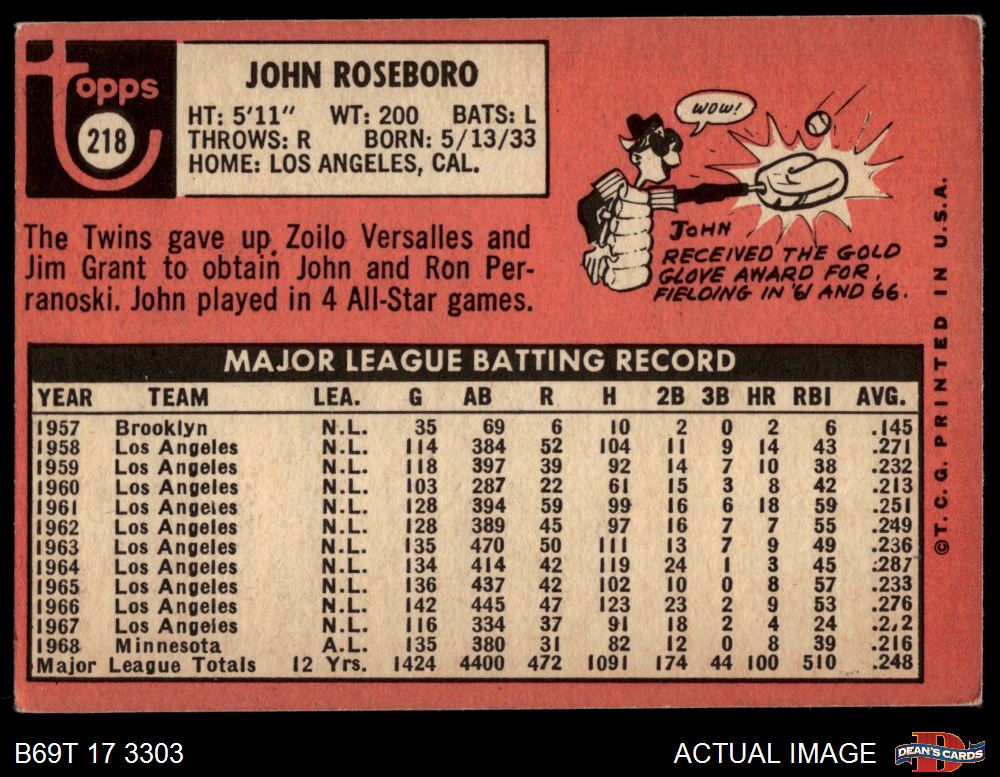 topps
218
JOHN ROSEBORO
HT: 5'11" WT: 200 BATS: L
THROWS: R BORN: 5/13/33
HOME: LOS ANGELES, CAL.
The Twins gave up Zoilo Versalles and
Jim Grant to obtain John and Ron Per-
ranoski. John played in 4 All-Star games.
WOW!
JOHN
RECEIVED THE GOLD
GLOVE AWARD FOR
FIELDING IN '61 AND '66.
MAJOR LEAGUE BATTING RECORD
YEAR TEAM LEA. G AB R H 2B 3B HR RBI AVG.
1957 Brooklyn N.L. 35 69 6 10 2 0 2 6 .145
1958 Los Angeles N.L. 114 384 52 104 11 9 14 43 .271
1959 Los Angeles N.L. 118 397 39 92 14 7 10 38 .232
1960 Los Angeles N.L. 103 287 22 61 15 3 8 42 .213
1961 Los Angeles N.L. 128 394 59 99 16 6 18 59 .251
1962 Los Angeles N.L. 128 389 45 97 16 7 7 55 .249
1963 Los Angeles N.L. 135 470 50 111 13 7 9 49 .236
1964 Los Angeles N.L. 134 414 42 119 24 1 3 45 .287
1965 Los Angeles N.L. 136 437 42 102 10 0 8 57 .233
1966 Los Angeles N.L. 142 445 47 123 23 2 9 53 .276
1967 Los Angeles N.L. 116 334 37 91 18 2 4 24 .272
1968 Minnesota A.L. 135 380 31 82 12 0 8 39 .216
Major League Totals 12 Yrs. 1424 4400 472 1091 174 44 100 510 .248
©T.C.G. PRINTED IN U.S.A.
B69T 17 3303
ACTUAL IMAGE
DEAN'S CARDS